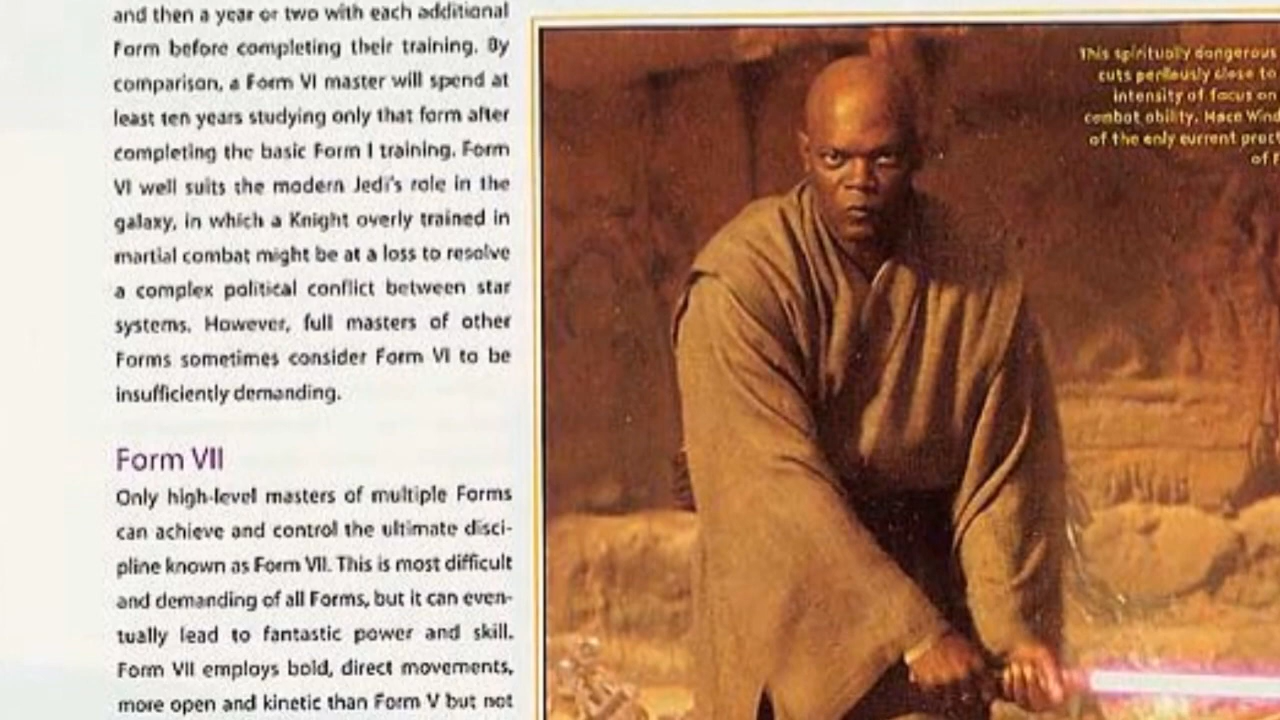 and then a year or two with each additional
Form before completing their training. By
comparison, a Form VI master will spend at
least ten years studying only that form after
completing the basic Form I training. Form
VI well suits the modern Jedi's role in the
galaxy, in which a Knight overly trained in
martial combat might be at a loss to resolve
a complex political conflict between star
systems. However, full masters of other
Forms sometimes consider Form VI to be
insufficiently demanding.
Form VII
Only high-level masters of multiple Forms
can achieve and control the ultimate disci-
pline known as Form VII. This is most difficult
and demanding of all Forms, but it can even-
tually lead to fantastic power and skill.
Form VII employs bold, direct movements,
more open and kinetic than Form V but not
This spiritually dangerous
cuts perilously close to
intensity of focus on
combat ability. Mace Wind
of the only current pract
of F